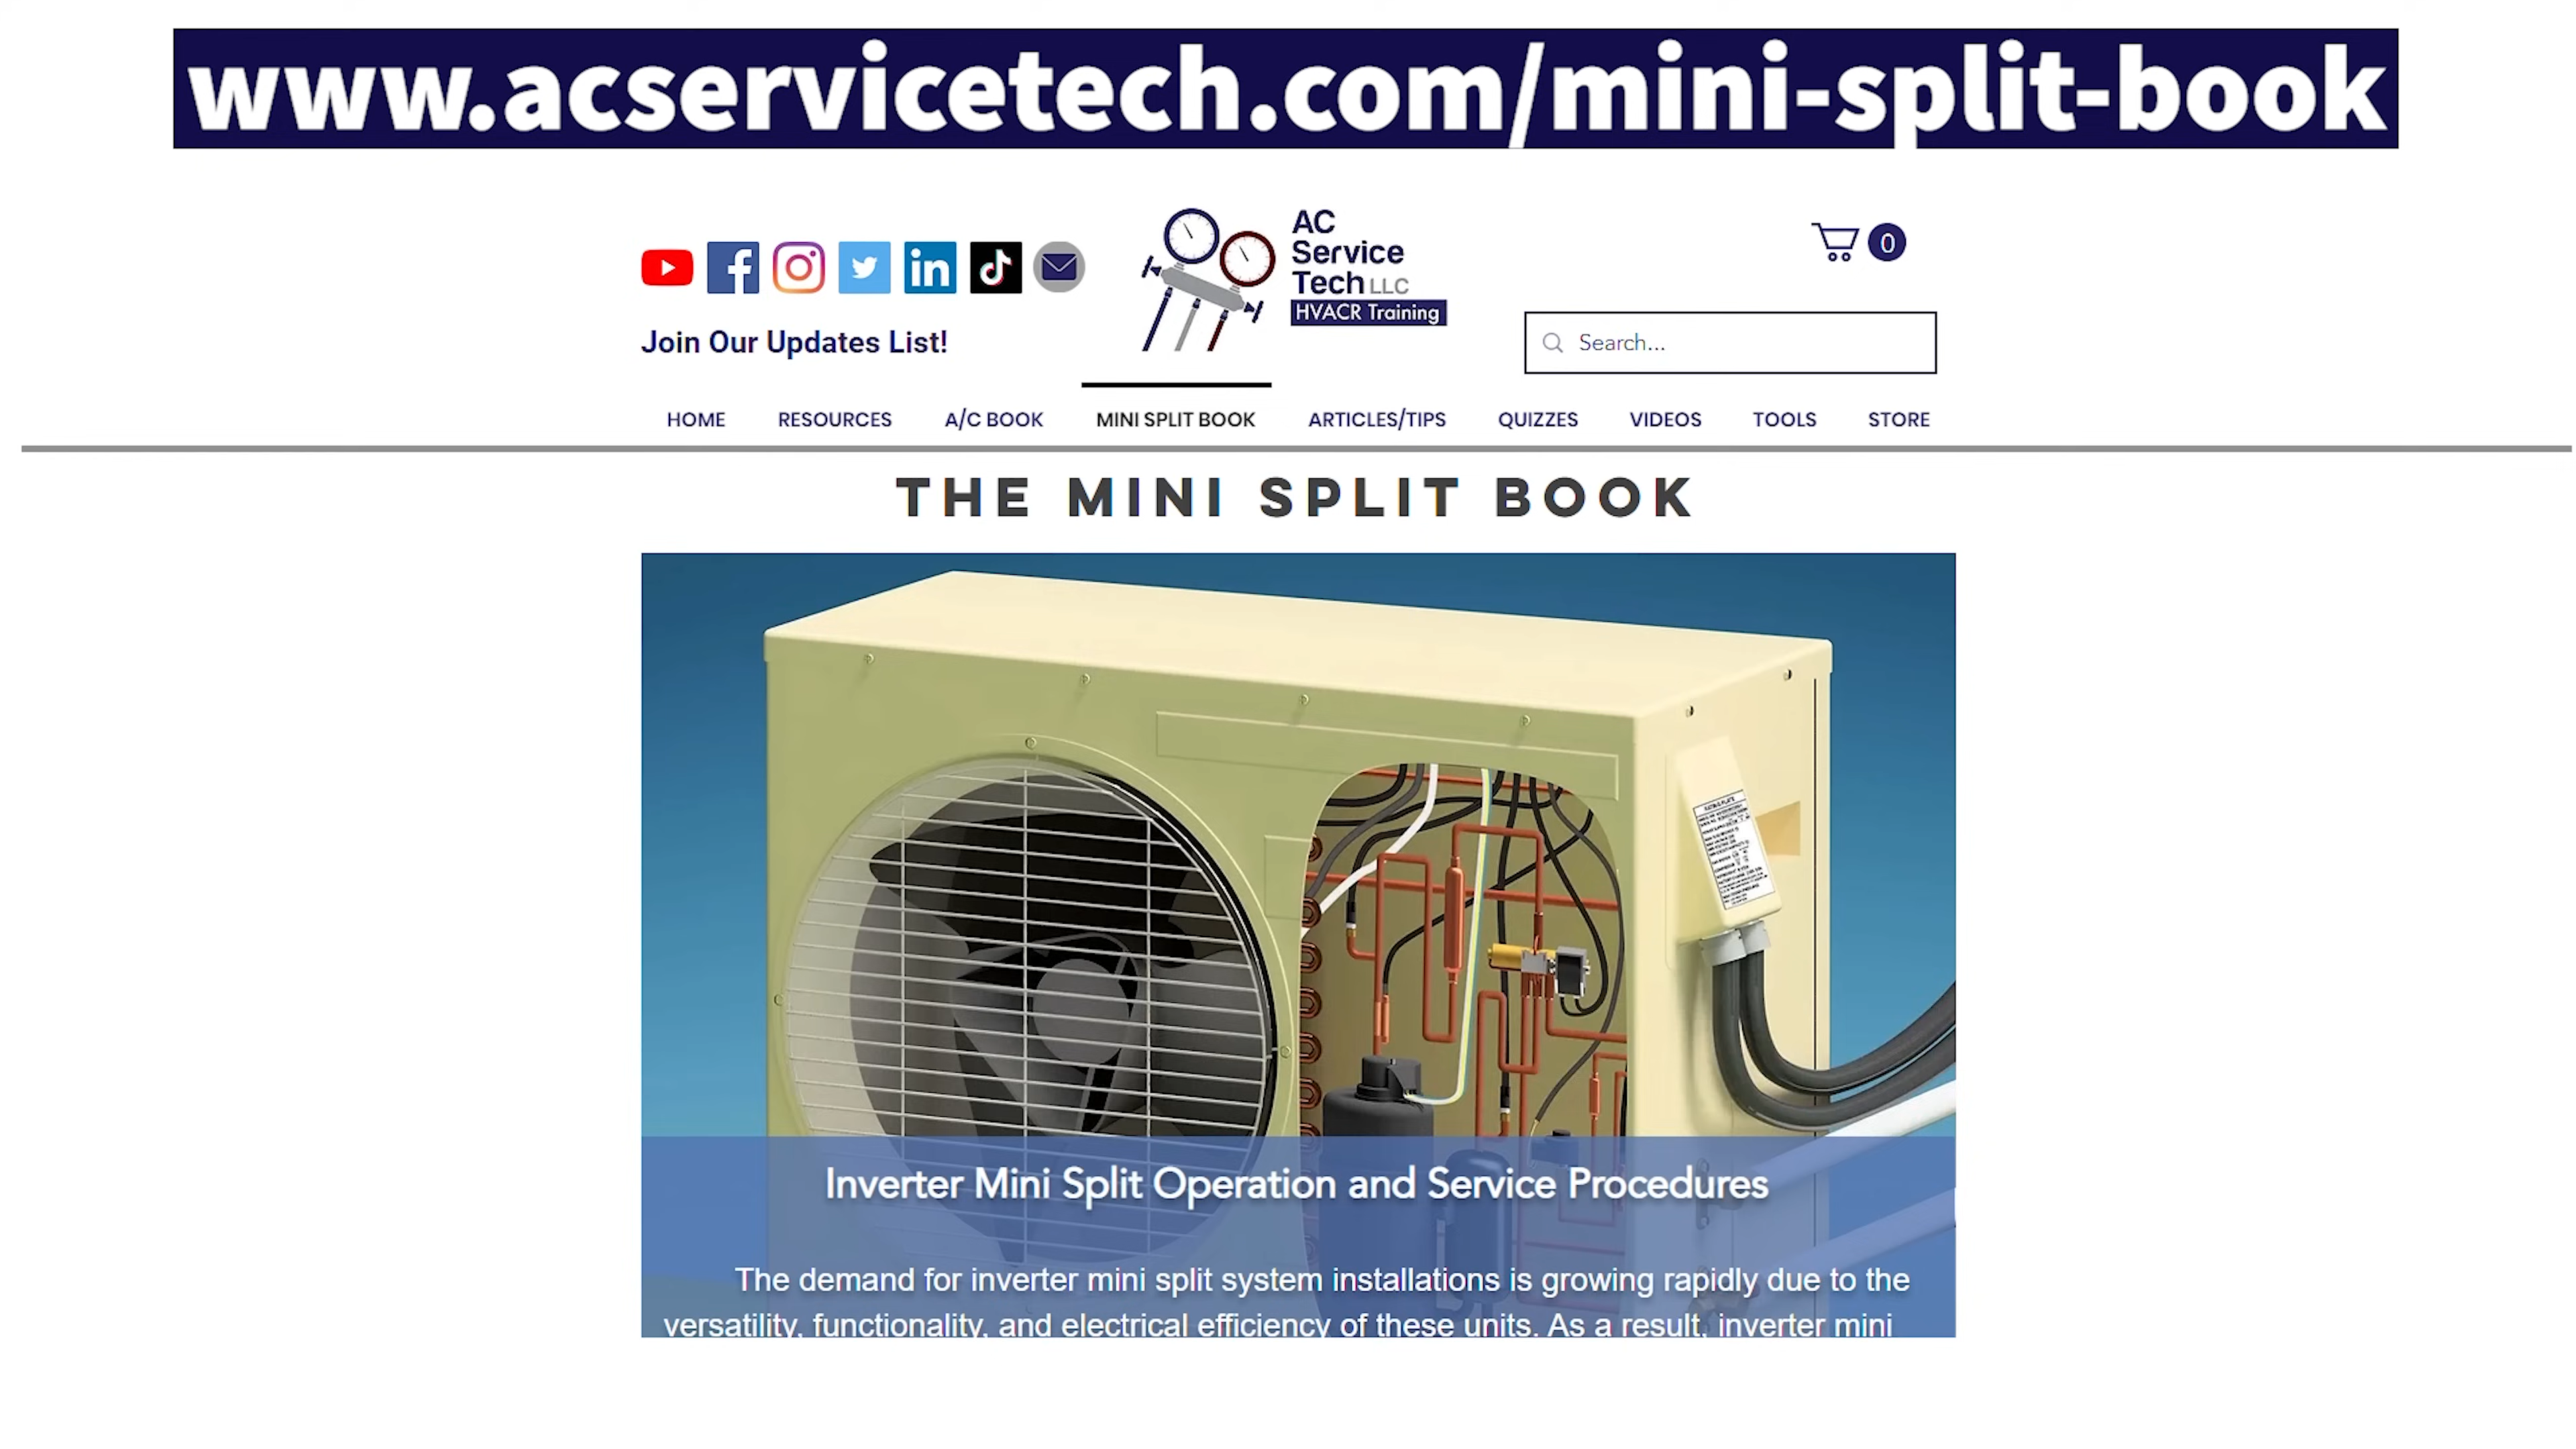 www.acservicetech.com/mini-split-book
AC
Service
Tech LLC
HVACR Training
0
Join Our Updates List!
Search...
HOME RESOURCES A/C BOOK MINI SPLIT BOOK ARTICLES/TIPS QUIZZES VIDEOS TOOLS STORE
THE MINI SPLIT BOOK
Inverter Mini Split Operation and Service Procedures
The demand for inverter mini split system installations is growing rapidly due to the
versatility, functionality, and electrical efficiency of these units. As a result, inverter mini